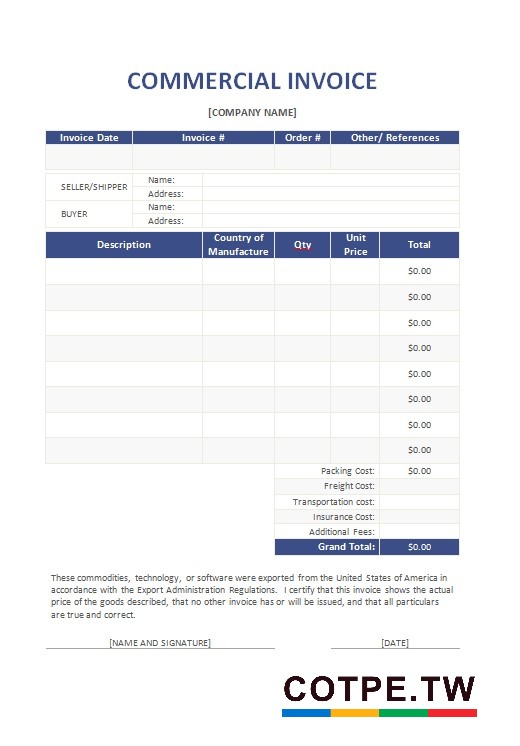 COMMERCIAL INVOICE
[COMPANY NAME]
Invoice Date Invoice # Order # Other/ References
SELLER/SHIPPER Name:
Address:
BUYER Name:
Address:
Description Country of Manufacture Qty Unit Price Total
$0.00
$0.00
$0.00
$0.00
$0.00
$0.00
$0.00
$0.00
Packing Cost: $0.00
Freight Cost:
Transportation cost:
Insurance Cost:
Additional Fees:
Grand Total: $0.00
These commodities, technology, or software were exported from the United States of America in
accordance with the Export Administration Regulations. I certify that this invoice shows the actual
price of the goods described, that no other invoice has or will be issued, and that all particulars
are true and correct.
[NAME AND SIGNATURE] [DATE]
COTPE.TW